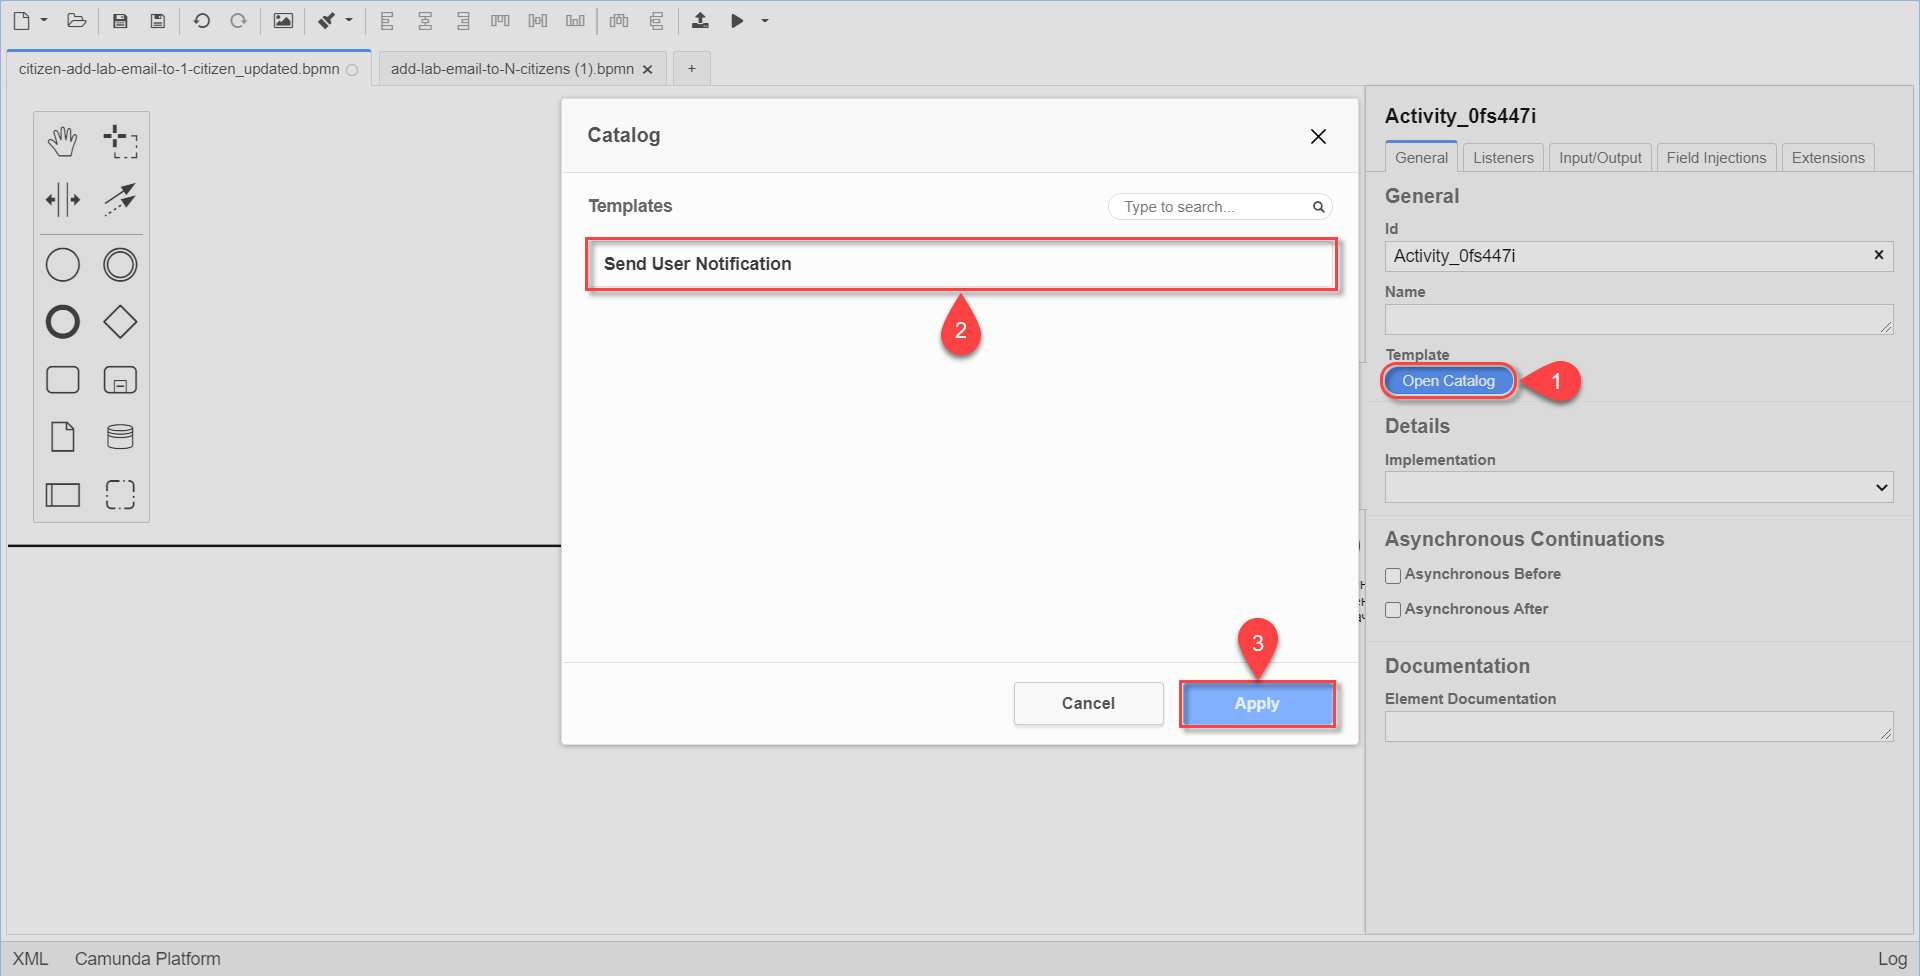 citizen-add-lab-email-to-1-citizen_updated.bpmn
add-lab-email-to-N-citizens (1).bpmn
+
Catalog
Templates
Type to search...
Send User Notification
2
3
Cancel
Apply
Activity_0fs447i
General
Listeners
Input/Output
Field Injections
Extensions
General
Id
Activity_0fs447i
Name
Template
Open Catalog
1
Details
Implementation
Asynchronous Continuations
Asynchronous Before
Asynchronous After
Documentation
Element Documentation
XML
Camunda Platform
Log